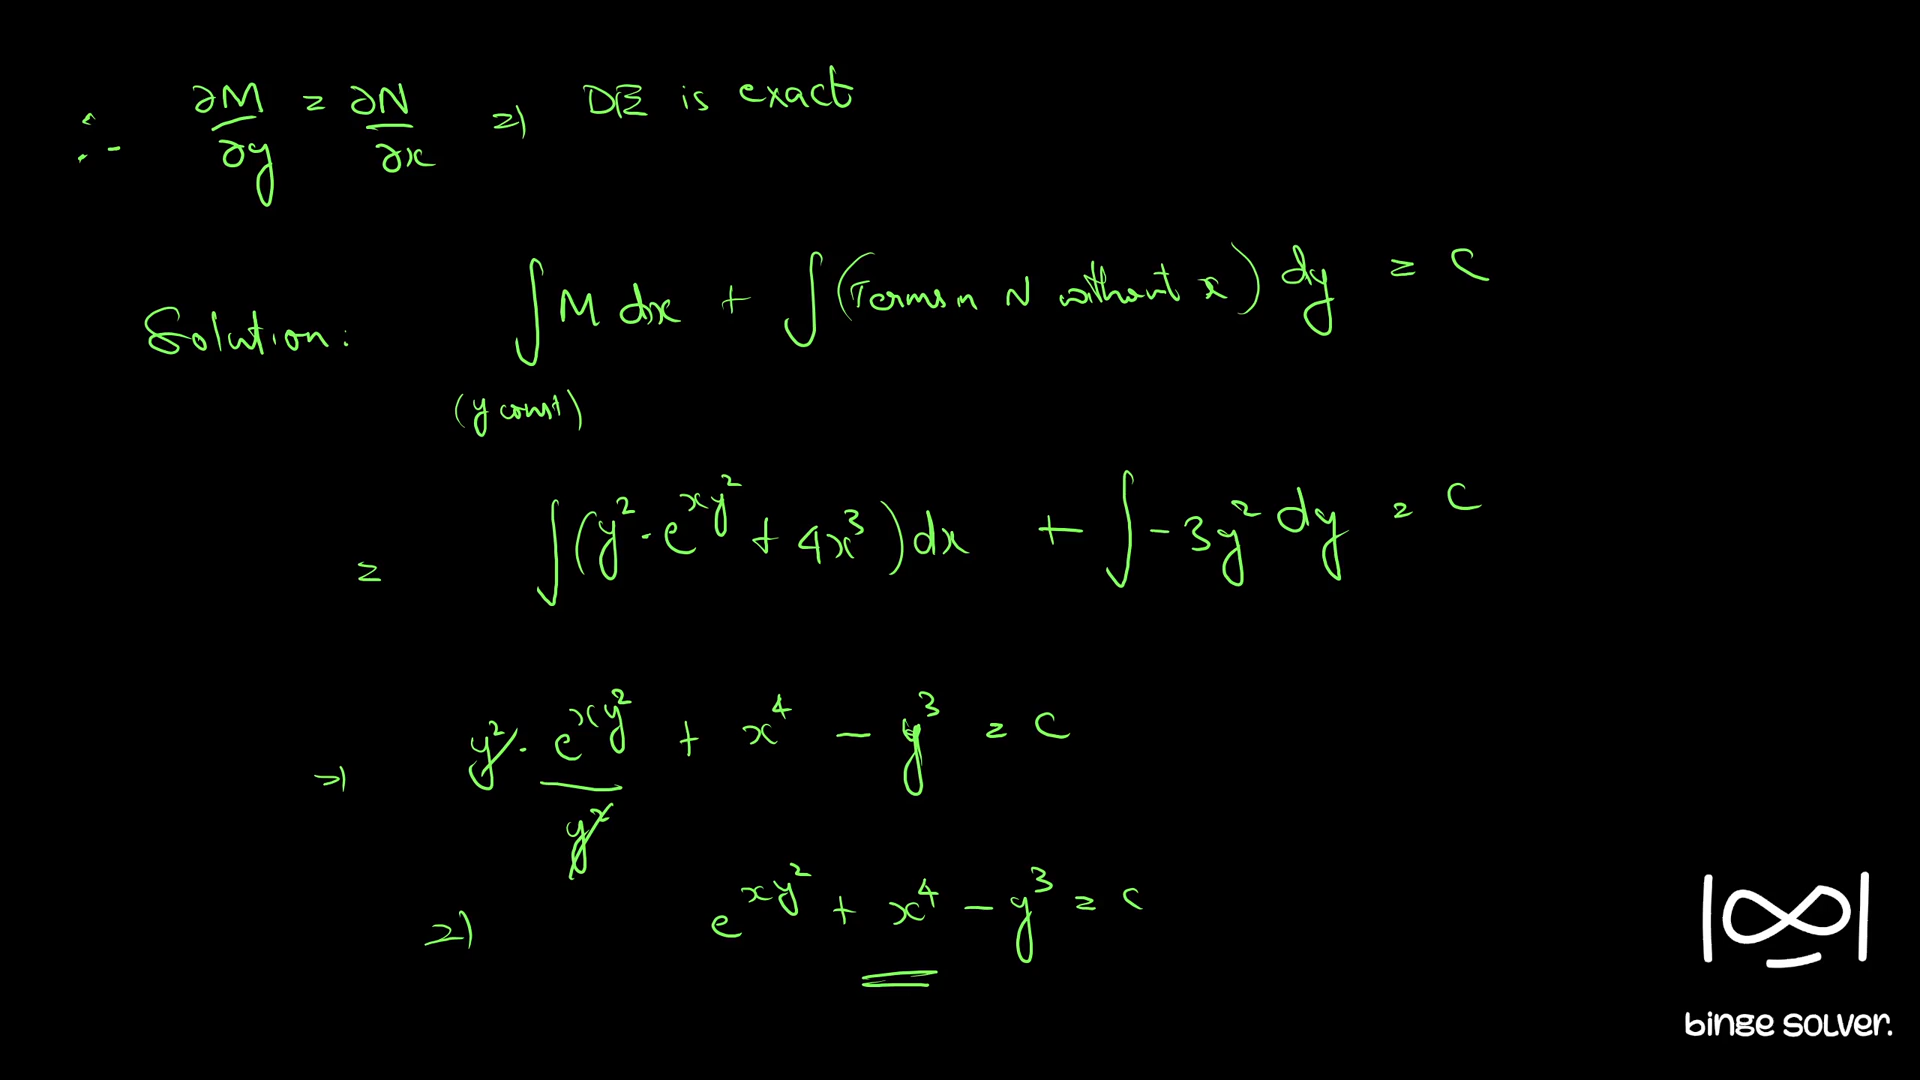 ∴ ∂M/∂y = ∂N/∂x ⇒ DE is exact
Solution: ∫ M dx + ∫ (Terms in N without x) dy = c
(y const)
= ∫ (y² · e^{xy²} + 4x³) dx + ∫ -3y² dy = c
⇒ y² · e^{xy²}/y² + x⁴ - y³ = c
⇒ e^{xy²} + x⁴ - y³ = c
binge solver.